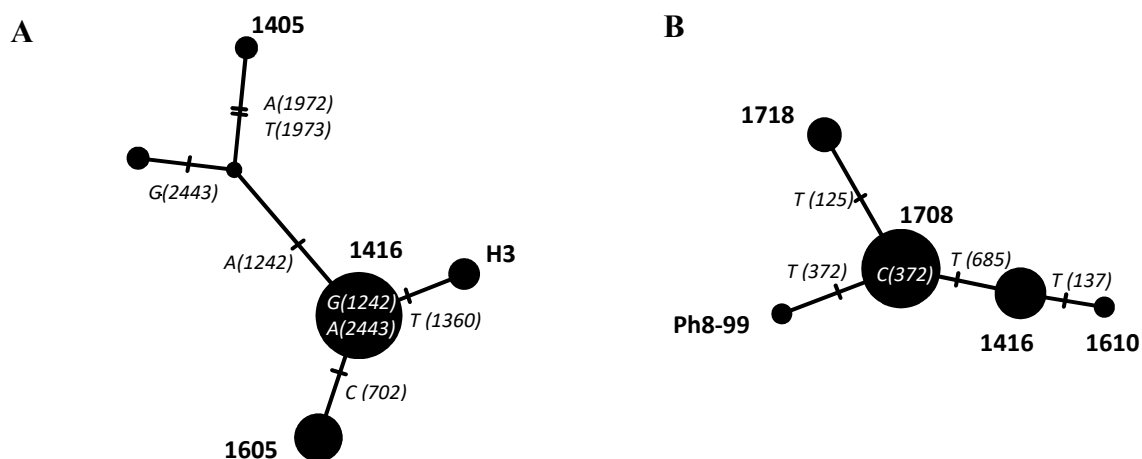 A
1405
A(1972)
T(1973)
G(2443)
A(1242)
1416
H3
G(1242)
A(2443)
T (1360)
C (702)
1605
B
1718
T (125)
1708
T (372)
C(372)
T (685)
T (137)
Ph8-99
1416
1610